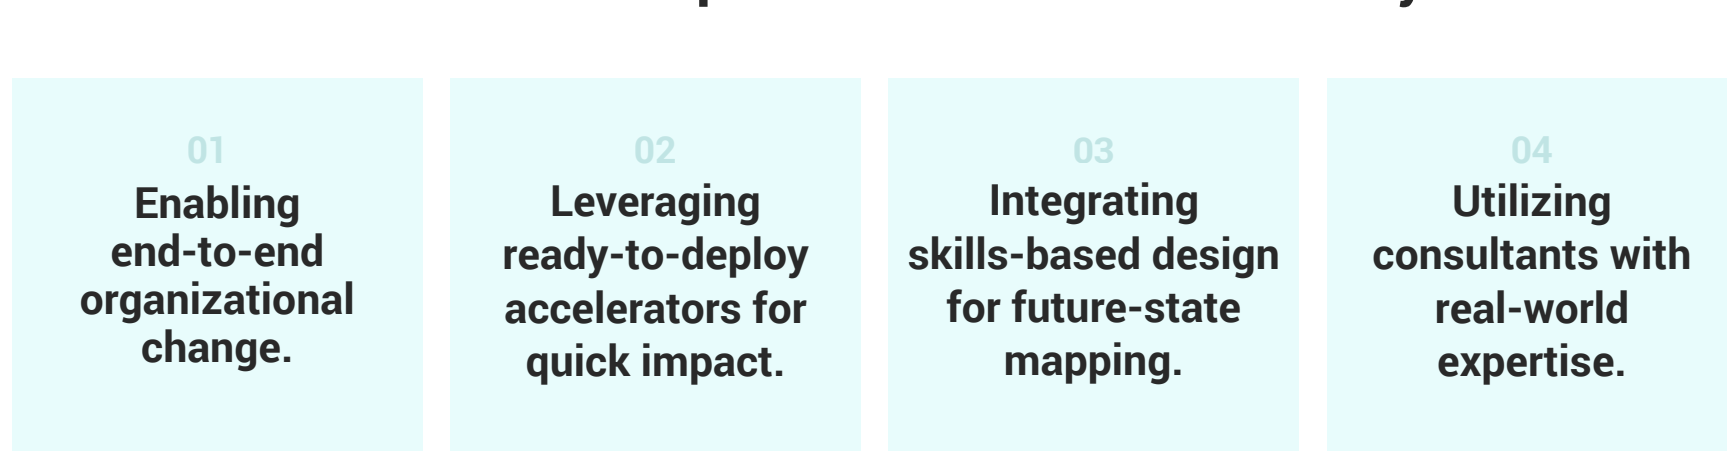 01
Enabling
end-to-end
organizational
change.
02
Leveraging
ready-to-deploy
accelerators for
quick impact.
03
Integrating
skills-based design
for future-state
mapping.
04
Utilizing
consultants with
real-world
expertise.